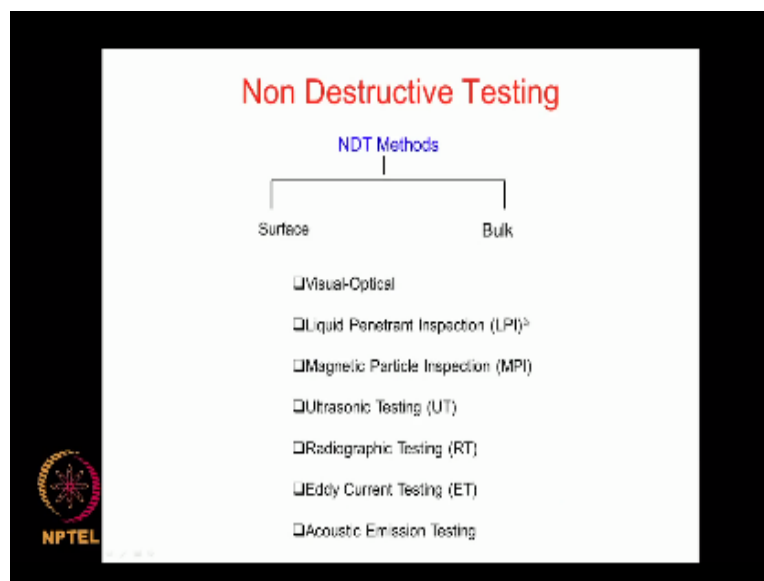 Non Destructive Testing
NDT Methods
Surface Bulk
❑Visual-Optical
❑Liquid Penetrant Inspection (LPI)
❑Magnetic Particle Inspection (MPI)
❑Ultrasonic Testing (UT)
❑Radiographic Testing (RT)
❑Eddy Current Testing (ET)
❑Acoustic Emission Testing
NPTEL